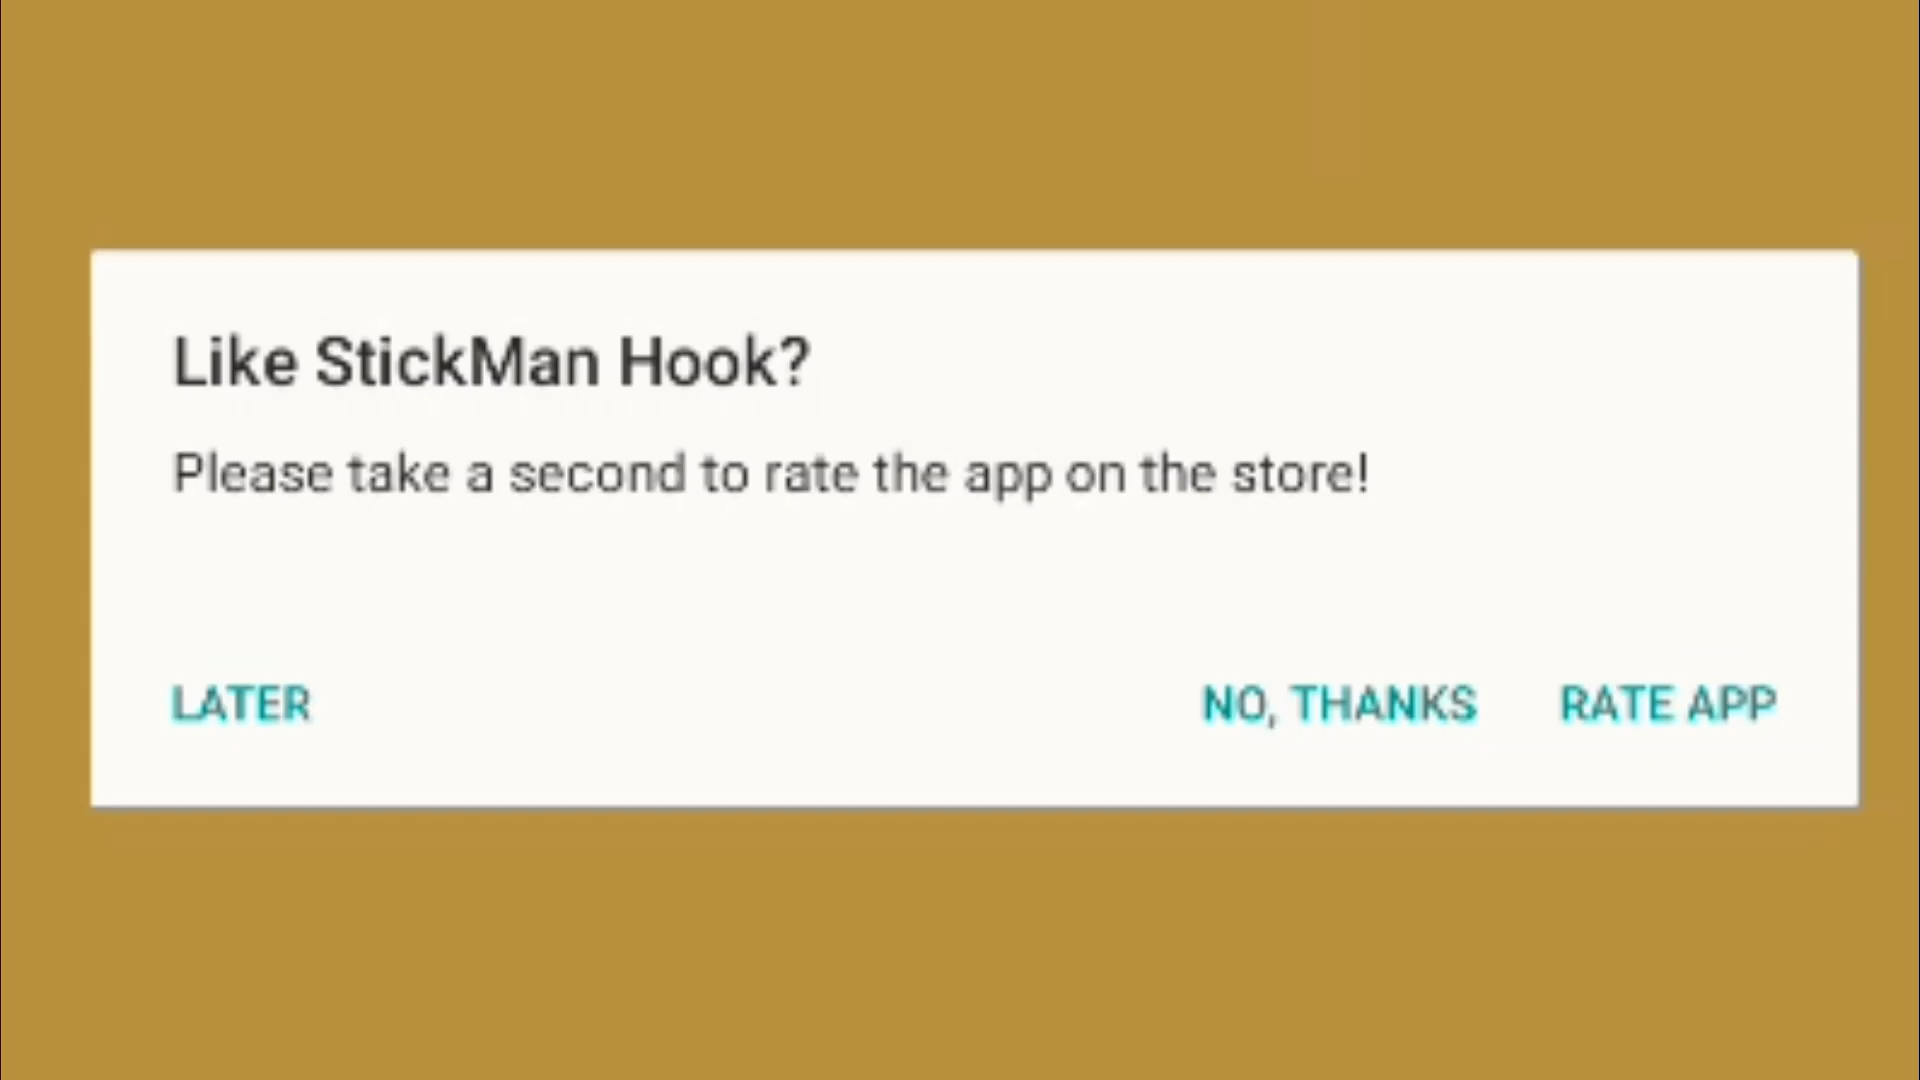 Like StickMan Hook?
Please take a second to rate the app on the store!
LATER
NO, THANKS
RATE APP